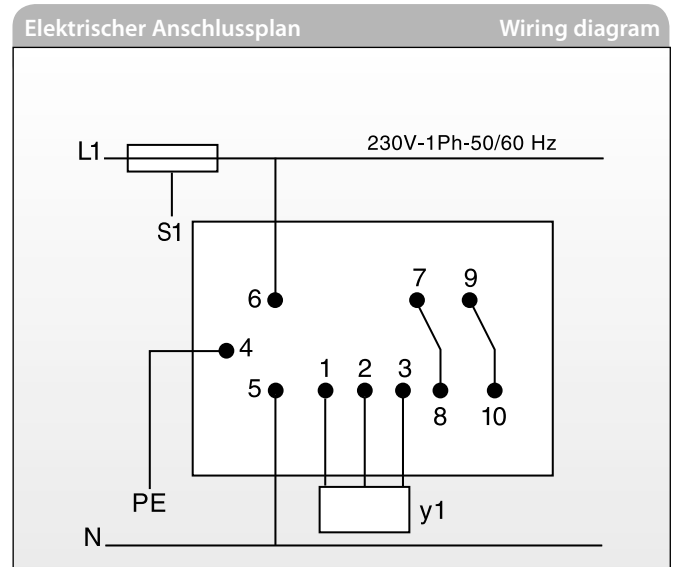 Elektrischer Anschlussplan Wiring diagram
L1 230V-1Ph-50/60 Hz
S1
7 9
6
4
1 2 3
5
8 10
PE
y1
N